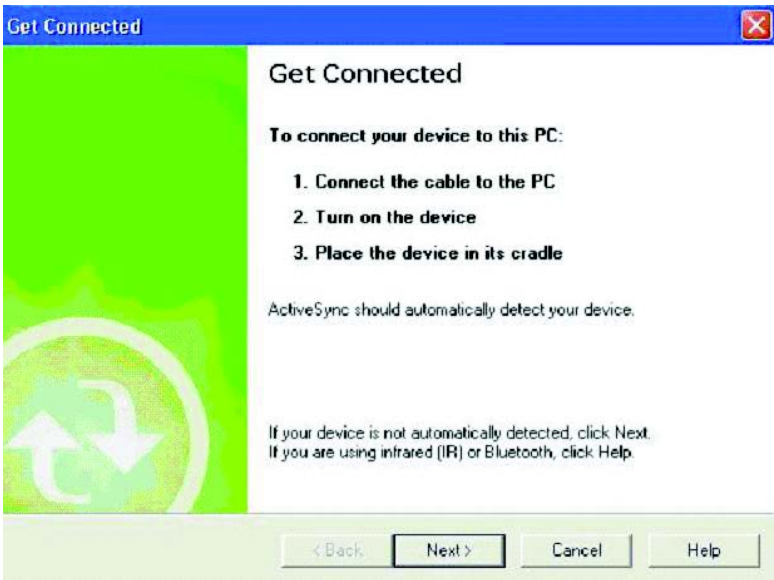 Get Connected
Get Connected
To connect your device to this PC:
1. Connect the cable to the PC
2. Turn on the device
3. Place the device in its cradle
ActiveSync should automatically detect your device.
If your device is not automatically detected, click Next.
If you are using infrared (IR) or Bluetooth, click Help.
< Back Next > Cancel Help